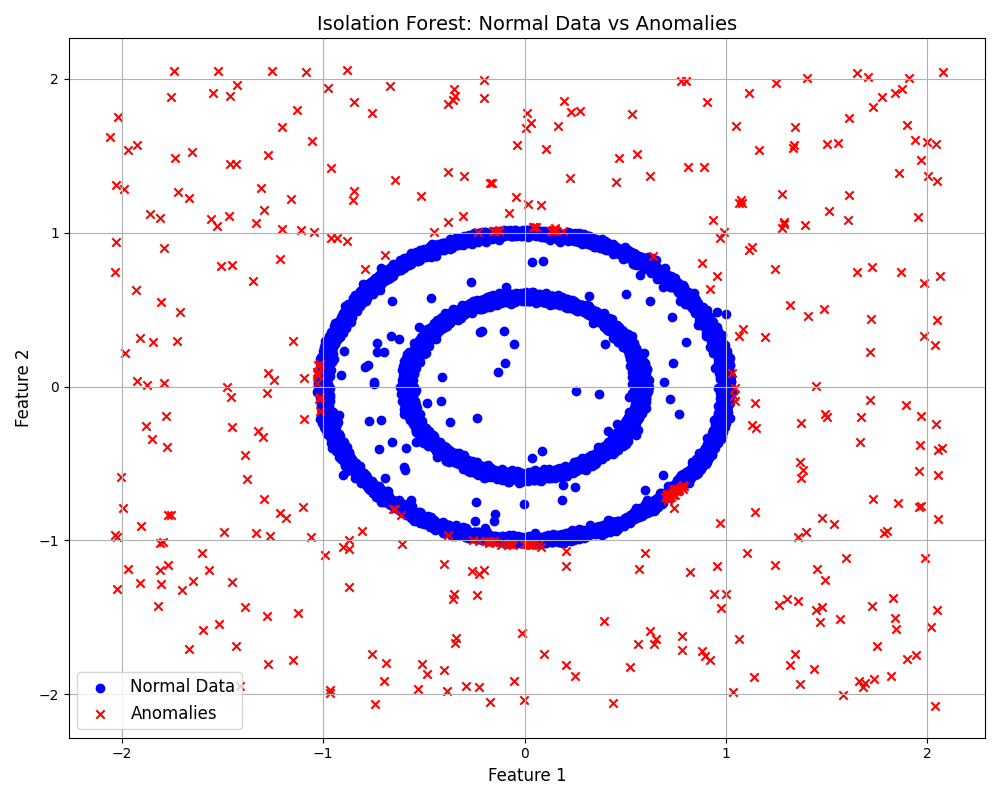 Isolation Forest: Normal Data vs Anomalies
Feature 2
2
1
0
−1
−2
Normal Data
Anomalies
−2
−1
0
1
2
Feature 1